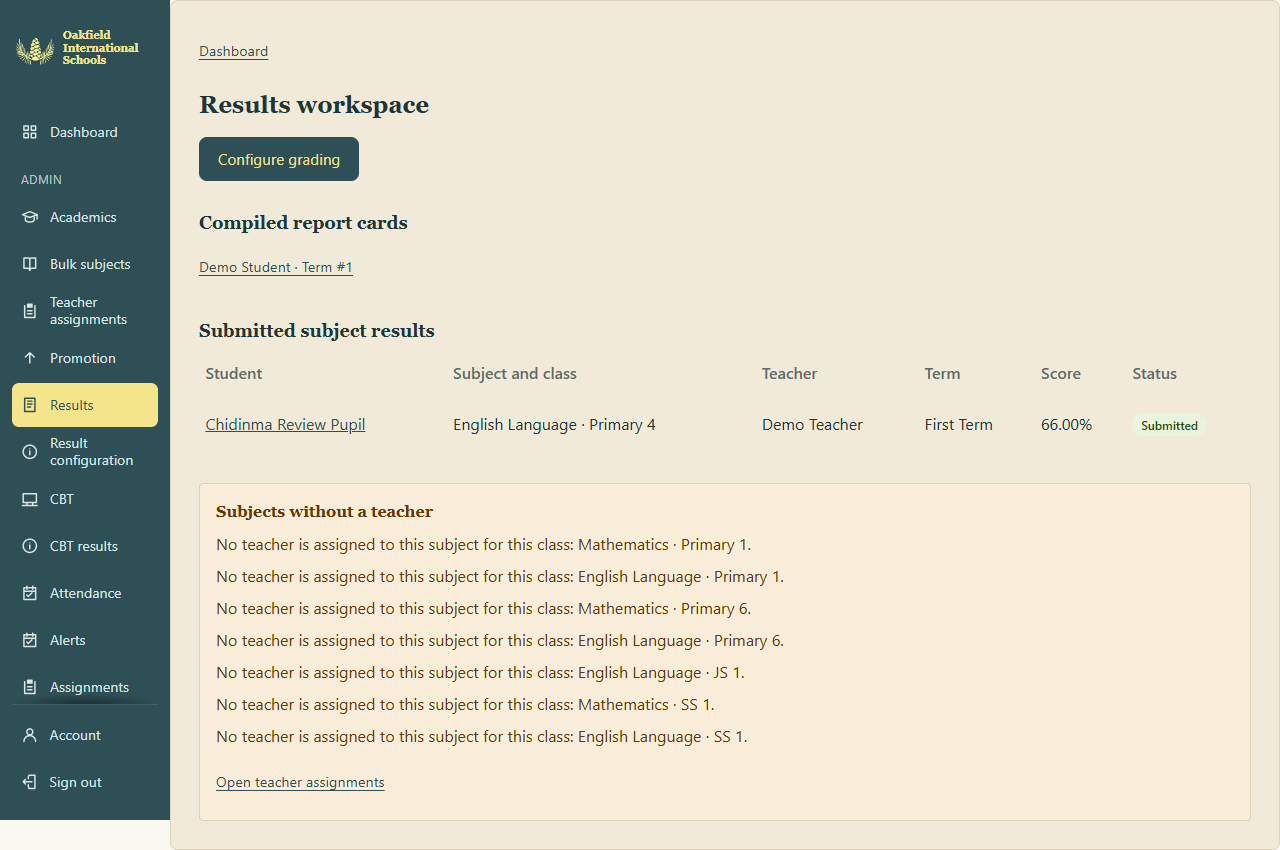 Oakfield
International
Schools
Dashboard
ADMIN
Academics
Bulk subjects
Teacher
assignments
Promotion
Results
Result
configuration
CBT
CBT results
Attendance
Alerts
Assignments
Account
Sign out
Dashboard
Results workspace
Configure grading
Compiled report cards
Demo Student · Term #1
Submitted subject results
Student Subject and class Teacher Term Score Status
Chidinma Review Pupil English Language · Primary 4 Demo Teacher First Term 66.00% Submitted
Subjects without a teacher
No teacher is assigned to this subject for this class: Mathematics · Primary 1.
No teacher is assigned to this subject for this class: English Language · Primary 1.
No teacher is assigned to this subject for this class: Mathematics · Primary 6.
No teacher is assigned to this subject for this class: English Language · Primary 6.
No teacher is assigned to this subject for this class: English Language · JS 1.
No teacher is assigned to this subject for this class: Mathematics · SS 1.
No teacher is assigned to this subject for this class: English Language · SS 1.
Open teacher assignments